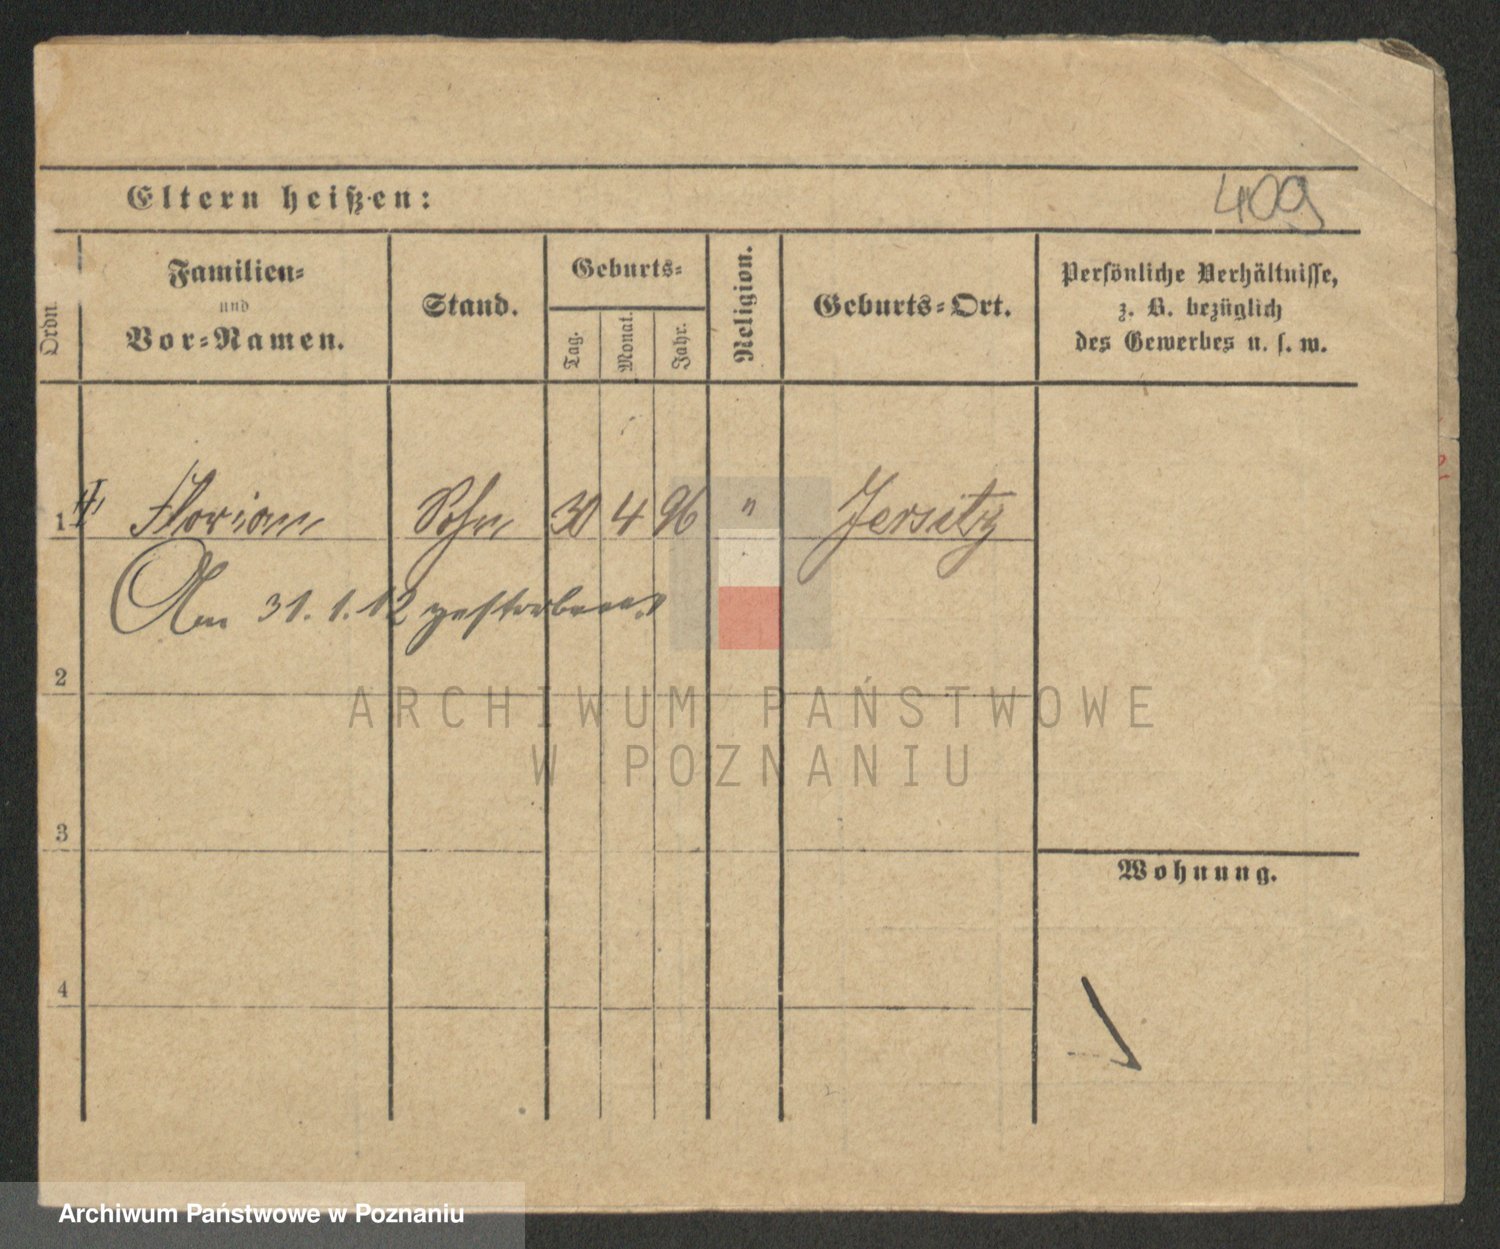 Eltern heißen:
409
Ordn
Familien-
und
Vor-Namen.
Stand.
Geburts-
Tag.
Monat.
Jahr.
Religion.
Geburts-Ort.
Persönliche Verhältnisse,
z. B. bezüglich
des Gewerbes u. s. w.
1 Florian Sohn 30 4 96 " Jersitz
Am 31.1.12 gestorben.
2
ARCHIWUM PAŃSTWOWE
W POZNANIU
3
Wohnung.
4
Archiwum Państwowe w Poznaniu